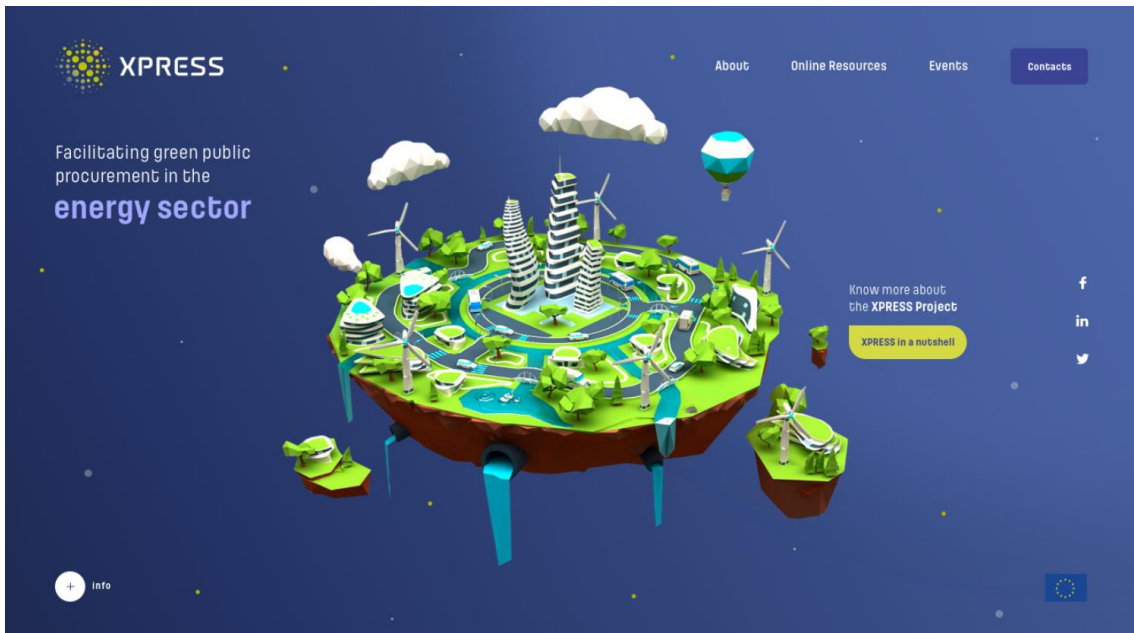 XPRESS
About
Online Resources
Events
Contacts
Facilitating green public
procurement in the
energy sector
Know more about
the XPRESS Project
XPRESS in a nutshell
f
in
+ info